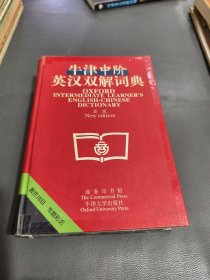 牛津中阶
英汉双解词典
OXFORD
INTERMEDIATE LEARNER'S
ENGLISH-CHINESE
DICTIONARY
新版
New edition
商务印书馆
The Commercial Press
牛津大学出版社
Oxford University Press